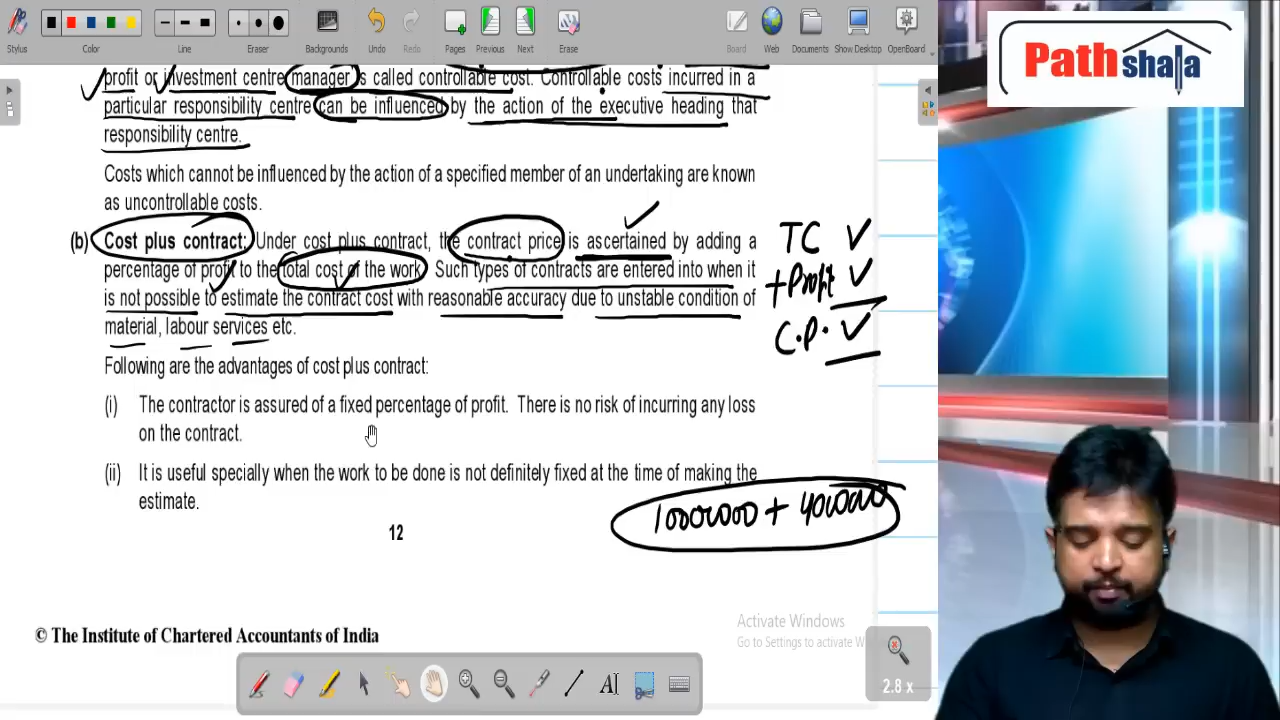 Stylus
Color
Line
Eraser
Backgrounds
Undo
Redo
Pages
Previous
Next
Erase
Board
Web
Documents
Show Desktop
OpenBoard
Path shala
profit or investment centre manager is called controllable cost. Controllable costs incurred in a
particular responsibility centre can be influenced by the action of the executive heading that
responsibility centre.
Costs which cannot be influenced by the action of a specified member of an undertaking are known
as uncontrollable costs.
(b) Cost plus contract: Under cost plus contract, the contract price is ascertained by adding a
percentage of profit to the total cost of the work. Such types of contracts are entered into when it
is not possible to estimate the contract cost with reasonable accuracy due to unstable condition of
material, labour services etc.
TC
+ Profit
C.P.
Following are the advantages of cost plus contract:
(i) The contractor is assured of a fixed percentage of profit. There is no risk of incurring any loss
on the contract.
(ii) It is useful specially when the work to be done is not definitely fixed at the time of making the
estimate.
12
© The Institute of Chartered Accountants of India
Activate Windows
Go to Settings to activate W
2.8 x